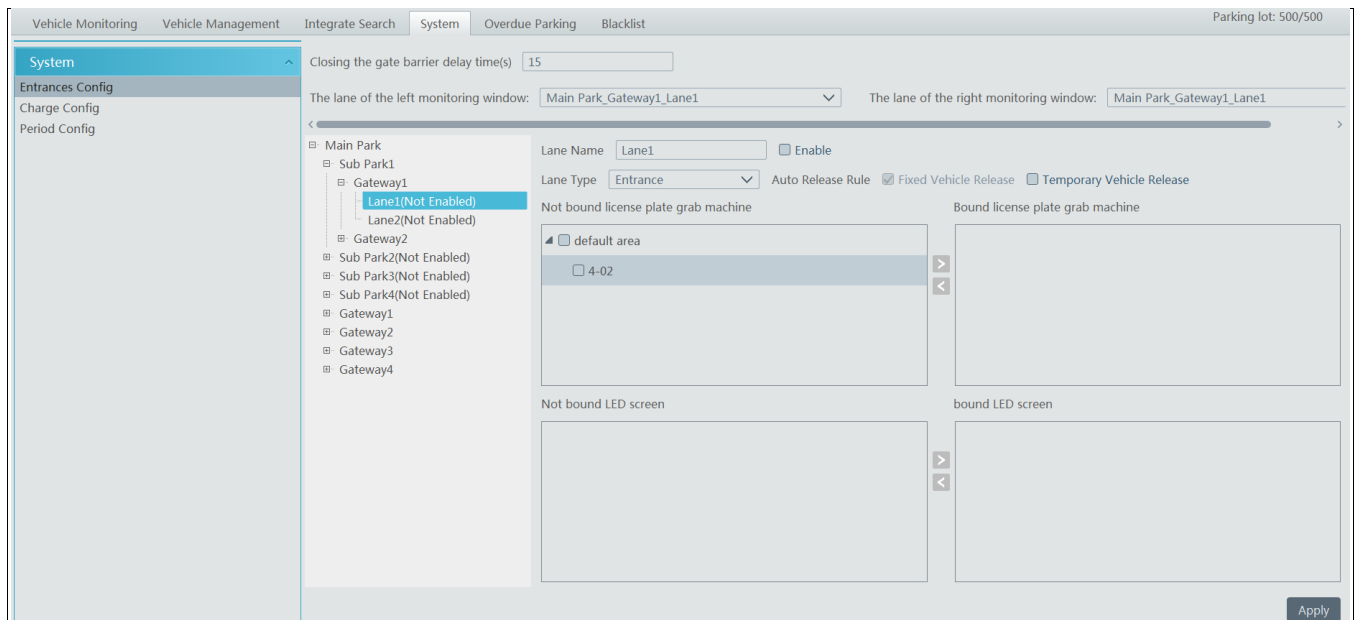 Vehicle Monitoring Vehicle Management Integrate Search System Overdue Parking Blacklist Parking lot: 500/500
System
Entrances Config
Charge Config
Period Config
Closing the gate barrier delay time(s) 15
The lane of the left monitoring window: Main Park_Gateway1_Lane1 The lane of the right monitoring window: Main Park_Gateway1_Lane1
Main Park
Sub Park1
Gateway1
Lane1(Not Enabled)
Lane2(Not Enabled)
Gateway2
Sub Park2(Not Enabled)
Sub Park3(Not Enabled)
Sub Park4(Not Enabled)
Gateway1
Gateway2
Gateway3
Gateway4
Lane Name Lane1 Enable
Lane Type Entrance Auto Release Rule Fixed Vehicle Release Temporary Vehicle Release
Not bound license plate grab machine Bound license plate grab machine
default area
4-02
Not bound LED screen bound LED screen
Apply